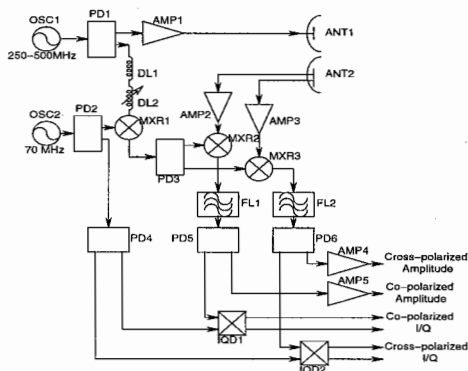 OSC1
PD1
AMP1
ANT1
250-500MHz
DL1
ANT2
DL2
AMP2
AMP3
OSC2
PD2
MXR1
MXR2
70 MHz
PD3
MXR3
FL1
FL2
PD4
PD5
PD6
AMP4
Cross-polarized
Amplitude
AMP5
Co-polarized
Amplitude
Co-polarized
I/Q
IQD1
Cross-polarized
I/Q
IQD2